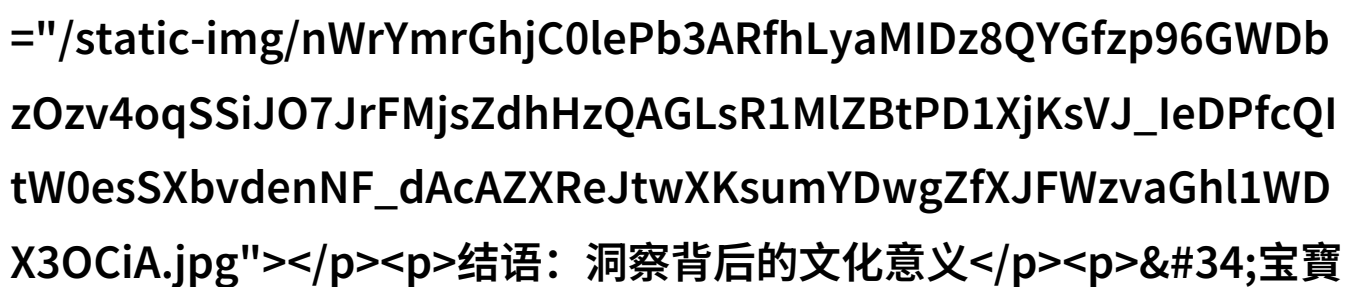 ="/static-img/nWrYmrGhjC0lePb3ARfhLyaMIDz8QYGfzp96GWDb
zOzv4oqSSiJO7JrFMjsZdhHzQAGLsR1MlZBtPD1XjKsVJ_IeDPfcQI
tW0esSXbvdenNF_dAcAZXReJtwXKsumYDwgZfXJFWzvaGhl1WD
X3OCiA.jpg"></p><p>结语：洞察背后的文化意义</p><p>&#34;宝寶